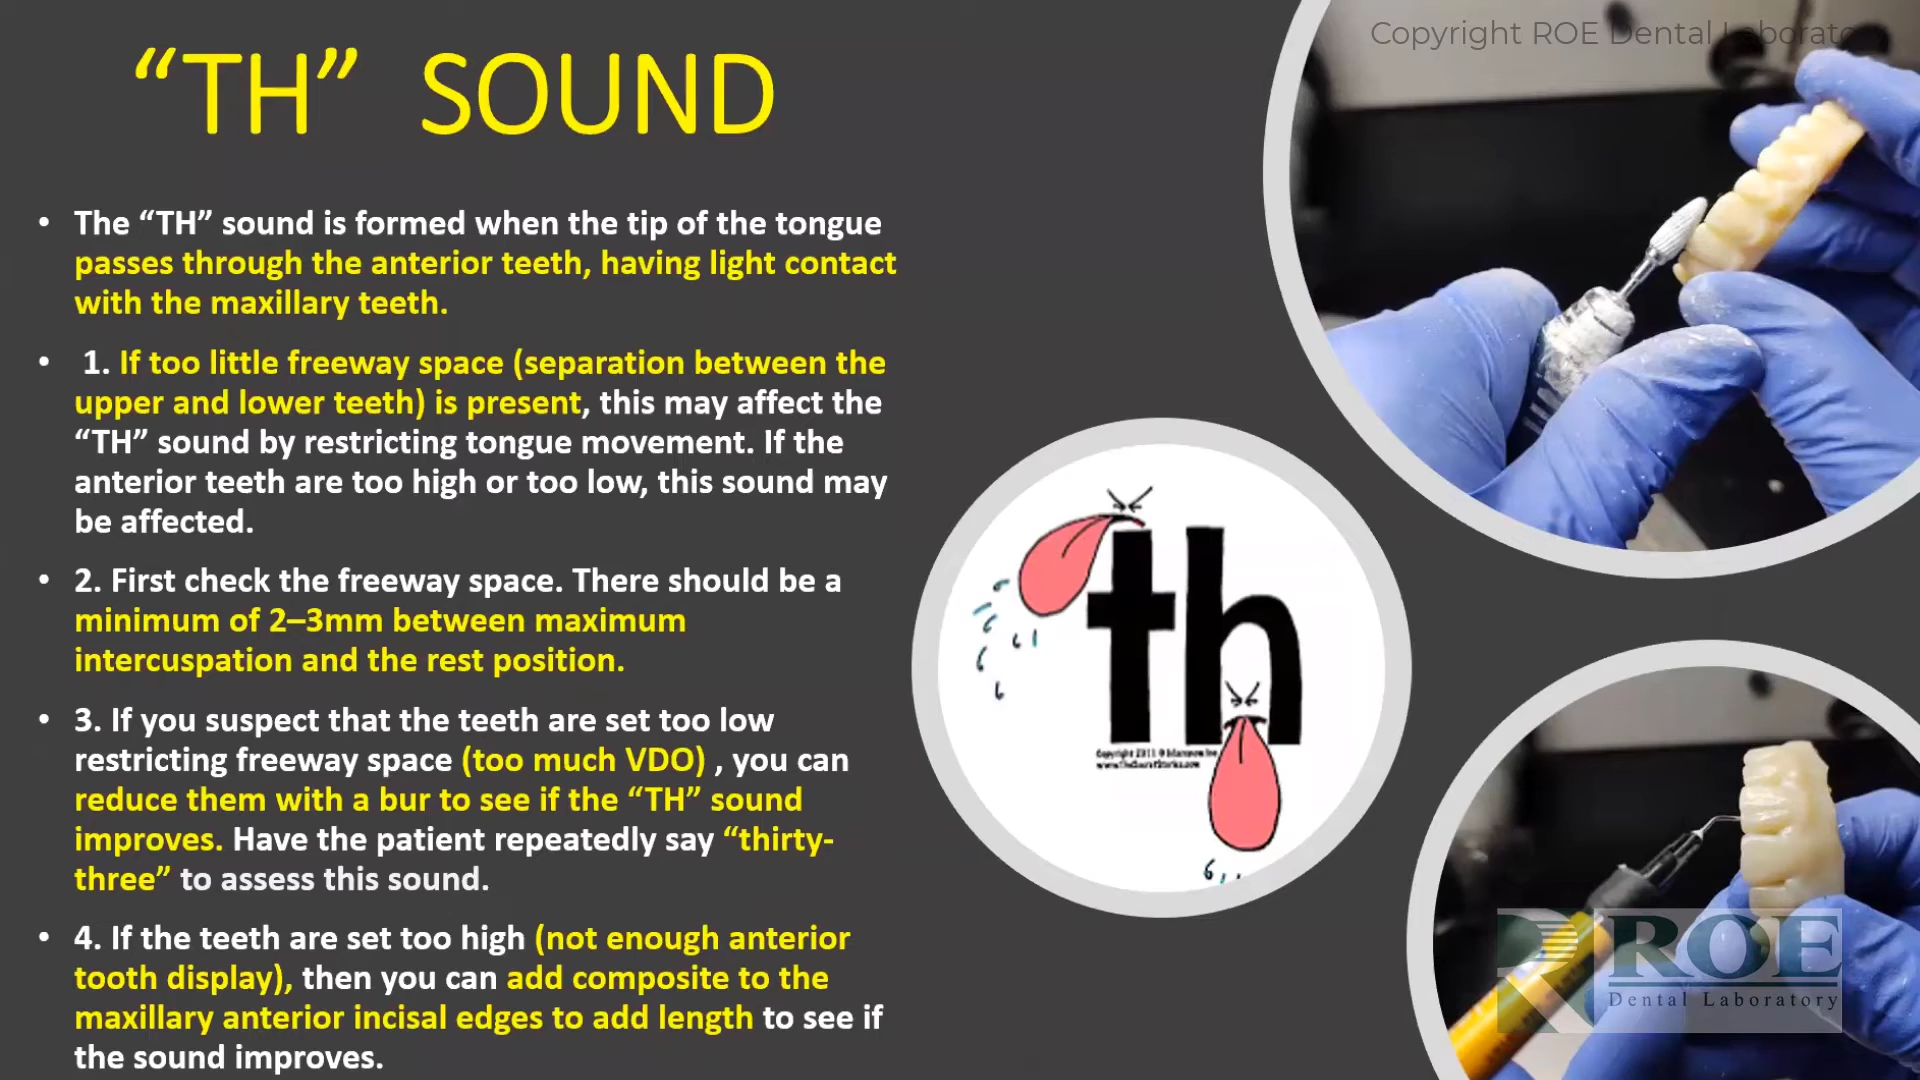 Copyright ROE Dental Laborato
“TH” SOUND
• The “TH” sound is formed when the tip of the tongue
passes through the anterior teeth, having light contact
with the maxillary teeth.
• 1. If too little freeway space (separation between the
upper and lower teeth) is present, this may affect the
“TH” sound by restricting tongue movement. If the
anterior teeth are too high or too low, this sound may
be affected.
• 2. First check the freeway space. There should be a
minimum of 2–3mm between maximum
intercuspation and the rest position.
• 3. If you suspect that the teeth are set too low
restricting freeway space (too much VDO) , you can
reduce them with a bur to see if the “TH” sound
improves. Have the patient repeatedly say “thirty-
three” to assess this sound.
• 4. If the teeth are set too high (not enough anterior
tooth display), then you can add composite to the
maxillary anterior incisal edges to add length to see if
the sound improves.
th
Copyright 2011
ROE
Dental Laboratory